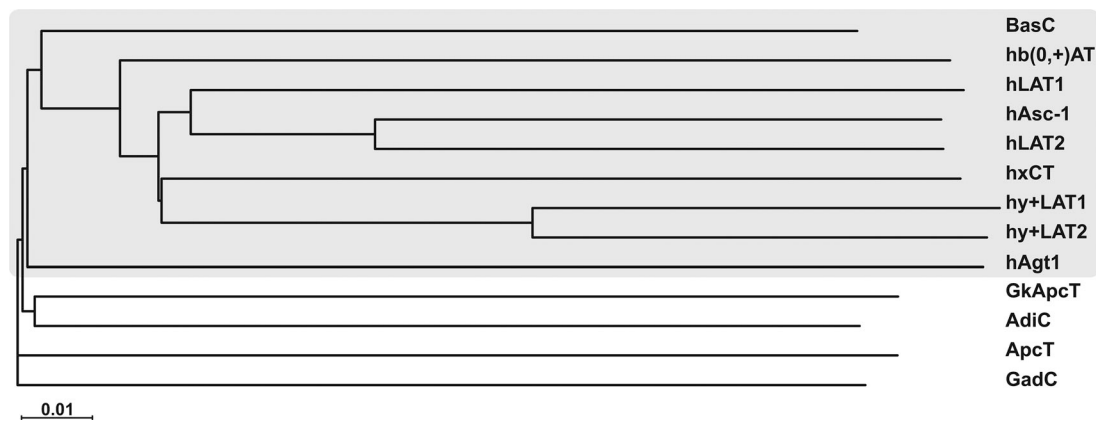 BasC
hb(0,+)AT
hLAT1
hAsc-1
hLAT2
hxCT
hy+LAT1
hy+LAT2
hAgt1
GkApcT
AdiC
ApcT
GadC
0.01